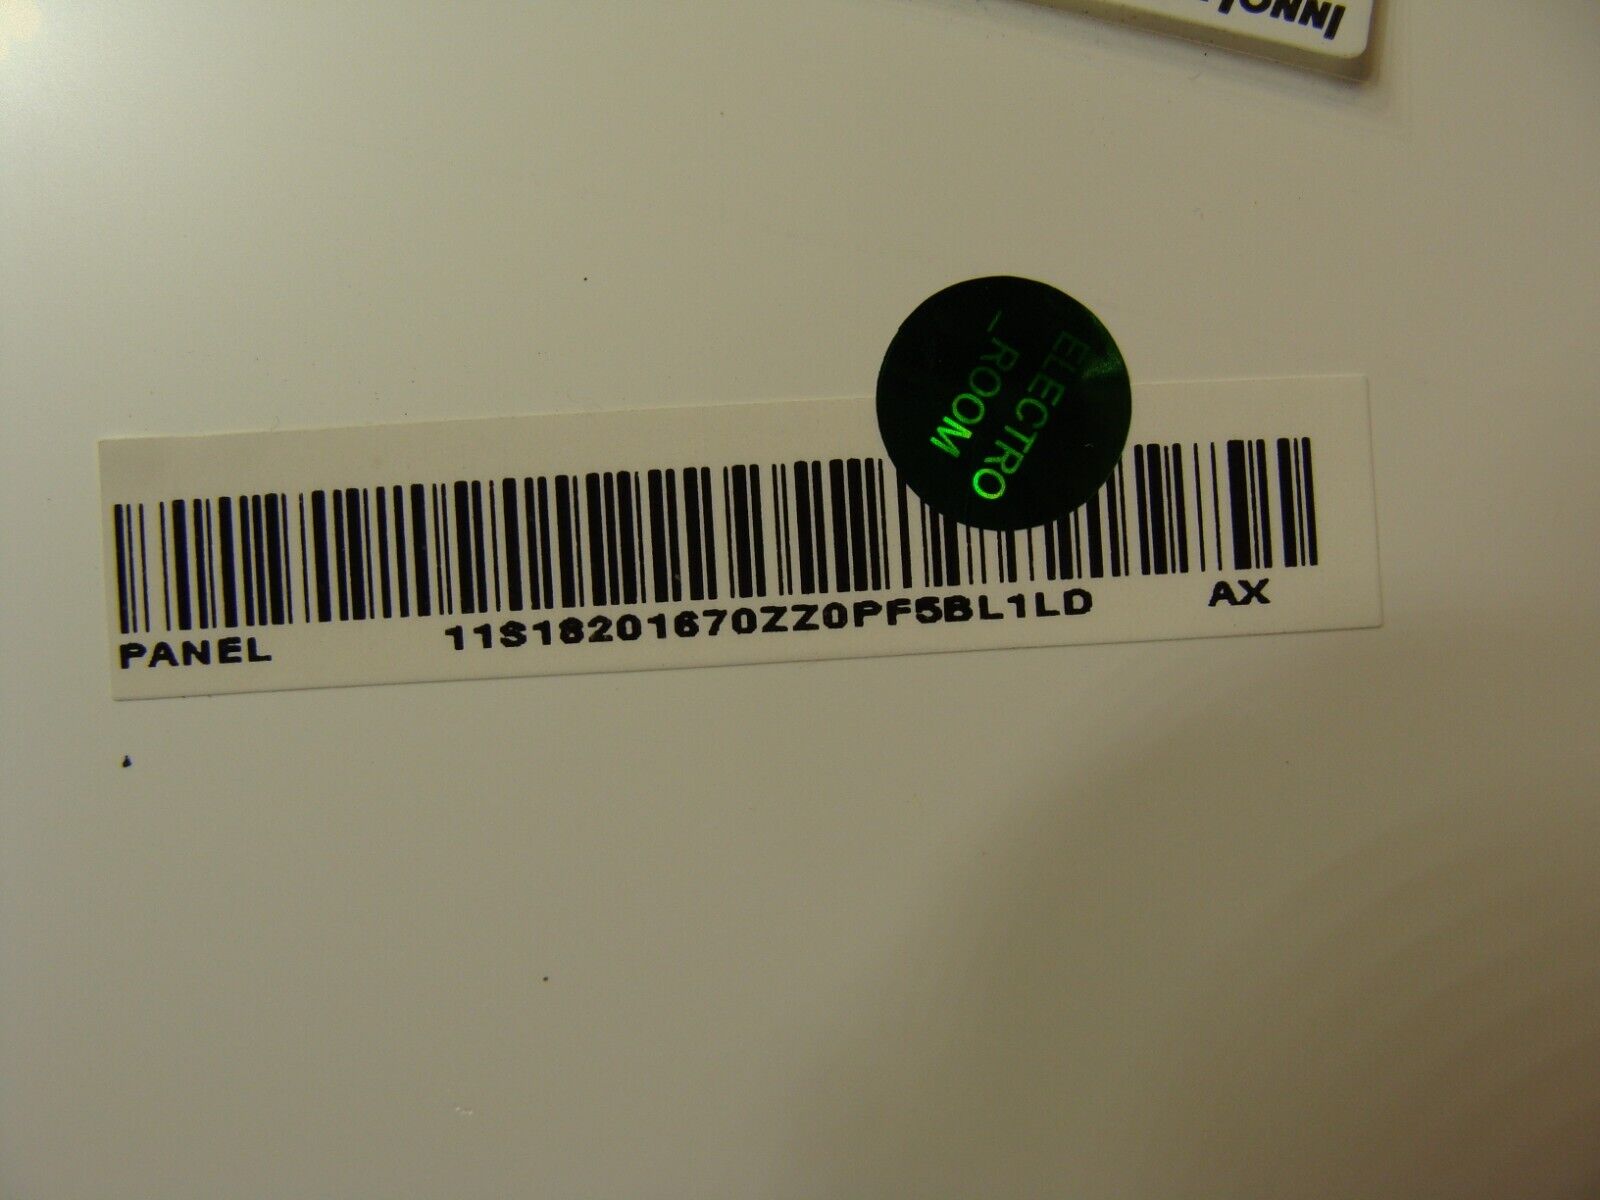 ELECTRO
_ROOM
PANEL 11S18201670ZZ0PF5BL1LD AX